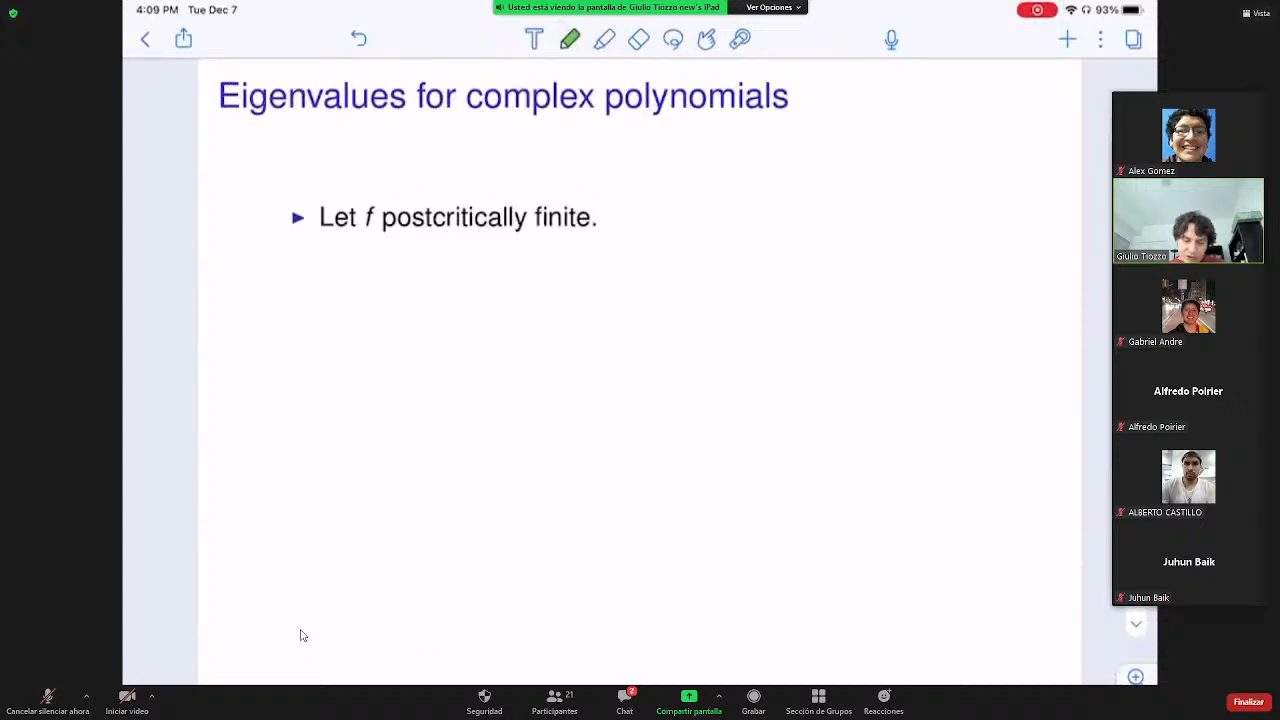 4:09 PM Tue Dec 7
Usted está viendo la pantalla de Giulio Tiozzo new's iPad
Ver Opciones
93%
Vista
T
Eigenvalues for complex polynomials
► Let f postcritically finite.
Alex Gomez
Giulio Tiozzo
Gabriel Andre
Alfredo Poirier
Alfredo Poirier
ALBERTO CASTILLO
Juhun Baik
Juhun Baik
Cancelar silenciar ahora
Iniciar video
Seguridad
21
Participantes
2
Chat
Compartir pantalla
Grabar
Sección de Grupos
Reacciones
Finalizar